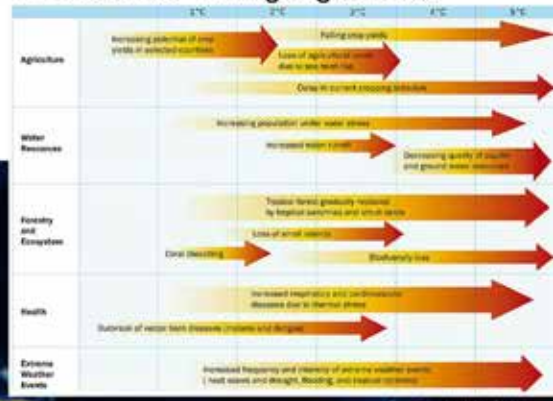 1°C 2°C 3°C 4°C 5°C
Agriculture
Increasing potential of crop
yields in selected countries
Falling crop yields
Loss of agricultural lands
due to sea level rise
Delay in current cropping schedule
Water
Resources
Increasing population under water stress
Increased water runoff
Decreasing quality of
and ground water resources
Forestry
and
Ecosystem
Tropical forest gradually replaced
by tropical savannas and shrub lands
Loss of small islands
Coral bleaching
Biodiversity loss
Health
Increased respiratory and cardiovascular
diseases due to thermal stress
Outbreak of vector born diseases (malaria and dengue)
Extreme
Weather
Events
Increased frequency and intensity of extreme weather events
(heat waves and drought, flooding, and tropical cyclones)